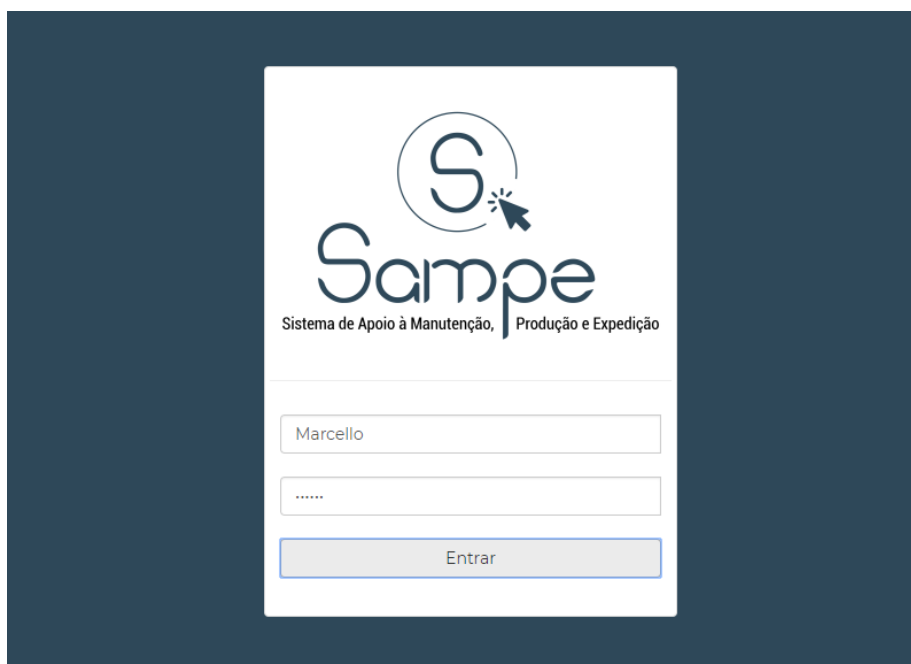 S
Sampe
Sistema de Apoio à Manutenção, Produção e Expedição
Marcello
......
Entrar